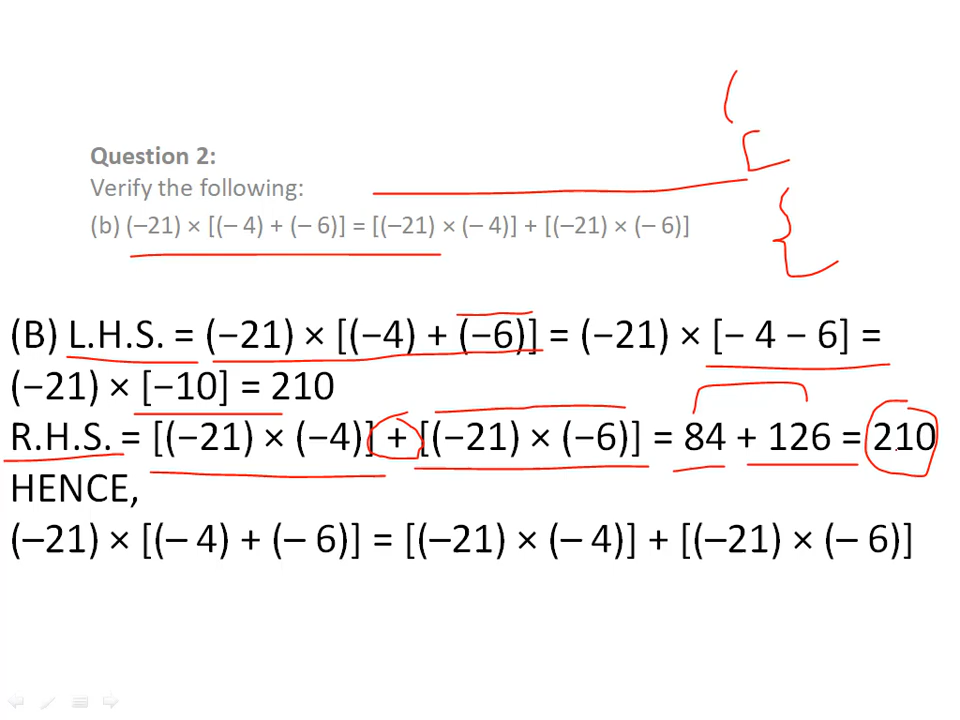 Question 2:
Verify the following:
(b) (–21) × [(– 4) + (– 6)] = [(–21) × (– 4)] + [(–21) × (– 6)]
(B) L.H.S. = (−21) × [(−4) + (−6)] = (−21) × [− 4 − 6] =
(−21) × [−10] = 210
R.H.S. = [(−21) × (−4)] + [(−21) × (−6)] = 84 + 126 = 210
HENCE,
(–21) × [(– 4) + (– 6)] = [(–21) × (– 4)] + [(–21) × (– 6)]